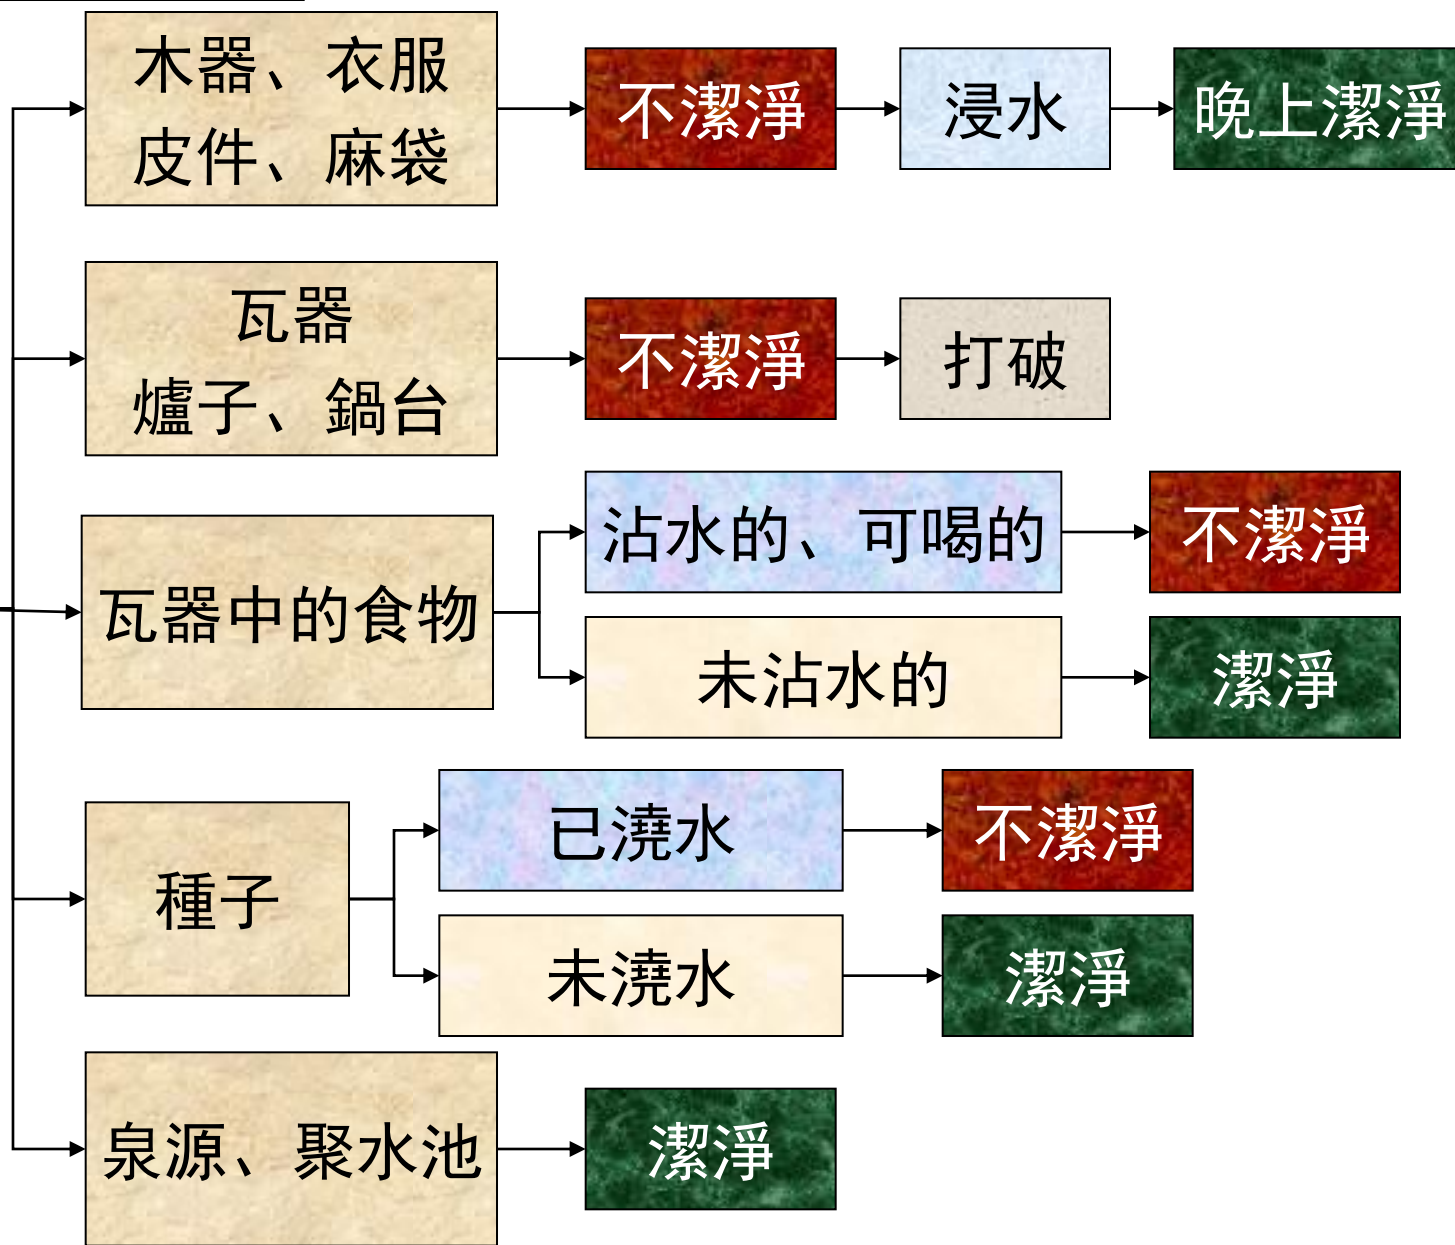 木器、衣服
皮件、麻袋
不潔淨
浸水
晚上潔淨
瓦器
爐子、鍋台
不潔淨
打破
瓦器中的食物
沾水的、可喝的
不潔淨
未沾水的
潔淨
種子
已澆水
不潔淨
未澆水
潔淨
泉源、聚水池
潔淨